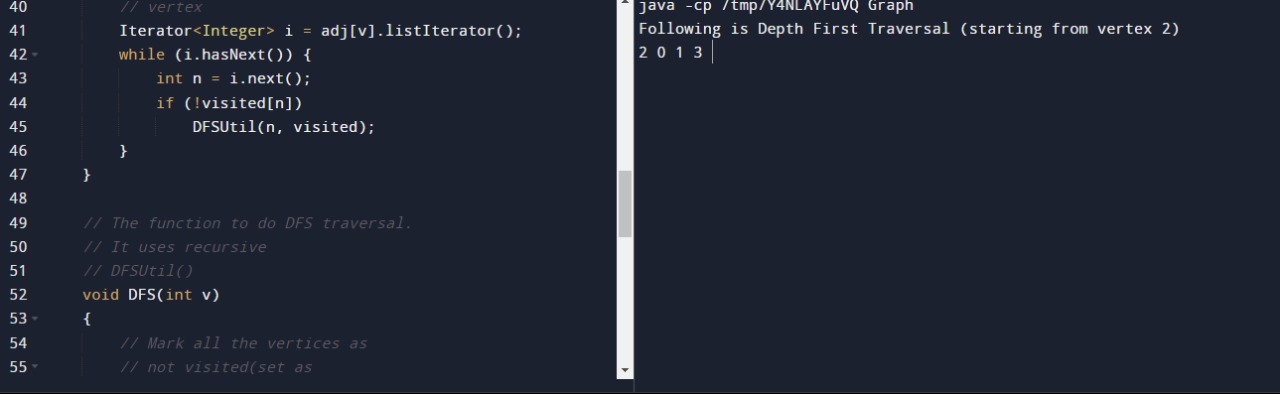 40 // vertex
41 Iterator<Integer> i = adj[v].listIterator();
42 while (i.hasNext()) {
43 int n = i.next();
44 if (!visited[n])
45 DFSUtil(n, visited);
46 }
47 }
48
49 // The function to do DFS traversal.
50 // It uses recursive
51 // DFSUtil()
52 void DFS(int v)
53 {
54 // Mark all the vertices as
55 // not visited(set as
java -cp /tmp/Y4NLAYFuVQ Graph
Following is Depth First Traversal (starting from vertex 2)
2 0 1 3